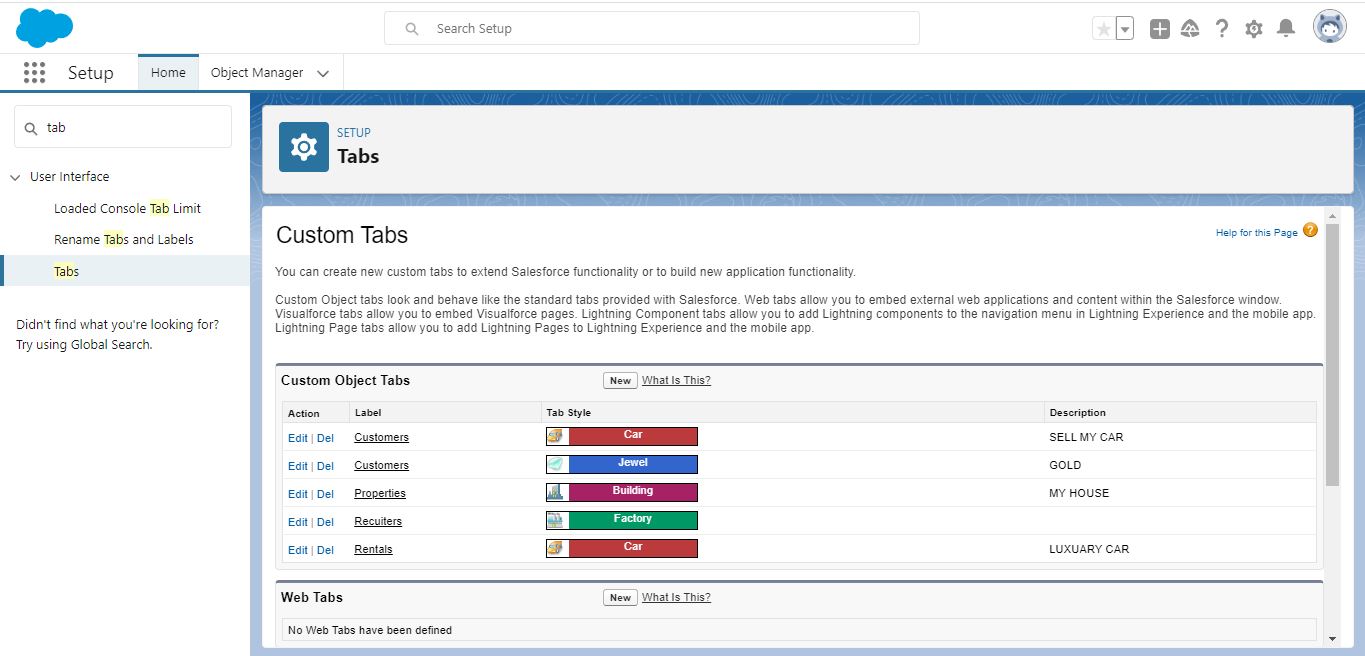 Search Setup
Setup
Home
Object Manager
tab
User Interface
Loaded Console Tab Limit
Rename Tabs and Labels
Tabs
Didn't find what you're looking for?
Try using Global Search.
SETUP
Tabs
Custom Tabs
Help for this Page ?
You can create new custom tabs to extend Salesforce functionality or to build new application functionality.
Custom Object tabs look and behave like the standard tabs provided with Salesforce. Web tabs allow you to embed external web applications and content within the Salesforce window.
Visualforce tabs allow you to embed Visualforce pages. Lightning Component tabs allow you to add Lightning components to the navigation menu in Lightning Experience and the mobile app.
Lightning Page tabs allow you to add Lightning Pages to Lightning Experience and the mobile app.
Custom Object Tabs New What Is This?
Action Label Tab Style Description
Edit | Del Customers Car SELL MY CAR
Edit | Del Customers Jewel GOLD
Edit | Del Properties Building MY HOUSE
Edit | Del Recuiters Factory
Edit | Del Rentals Car LUXUARY CAR
Web Tabs New What Is This?
No Web Tabs have been defined